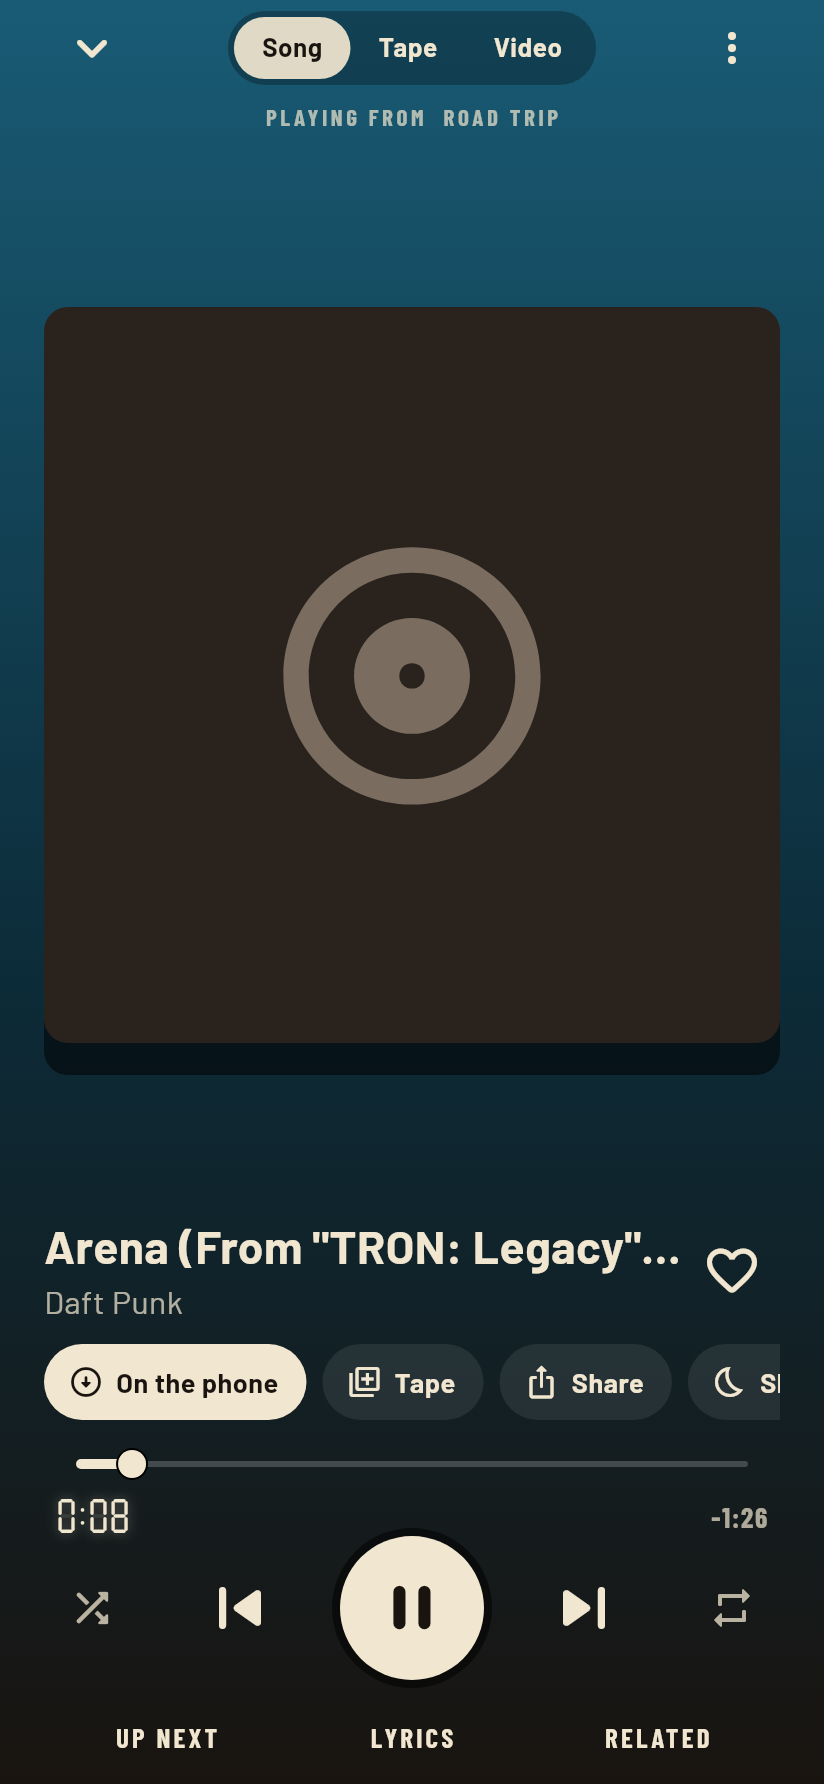 Song Tape Video
PLAYING FROM ROAD TRIP
Arena (From "TRON: Legacy"...
Daft Punk
On the phone Tape Share
0:08 -1:26
UP NEXT LYRICS RELATED